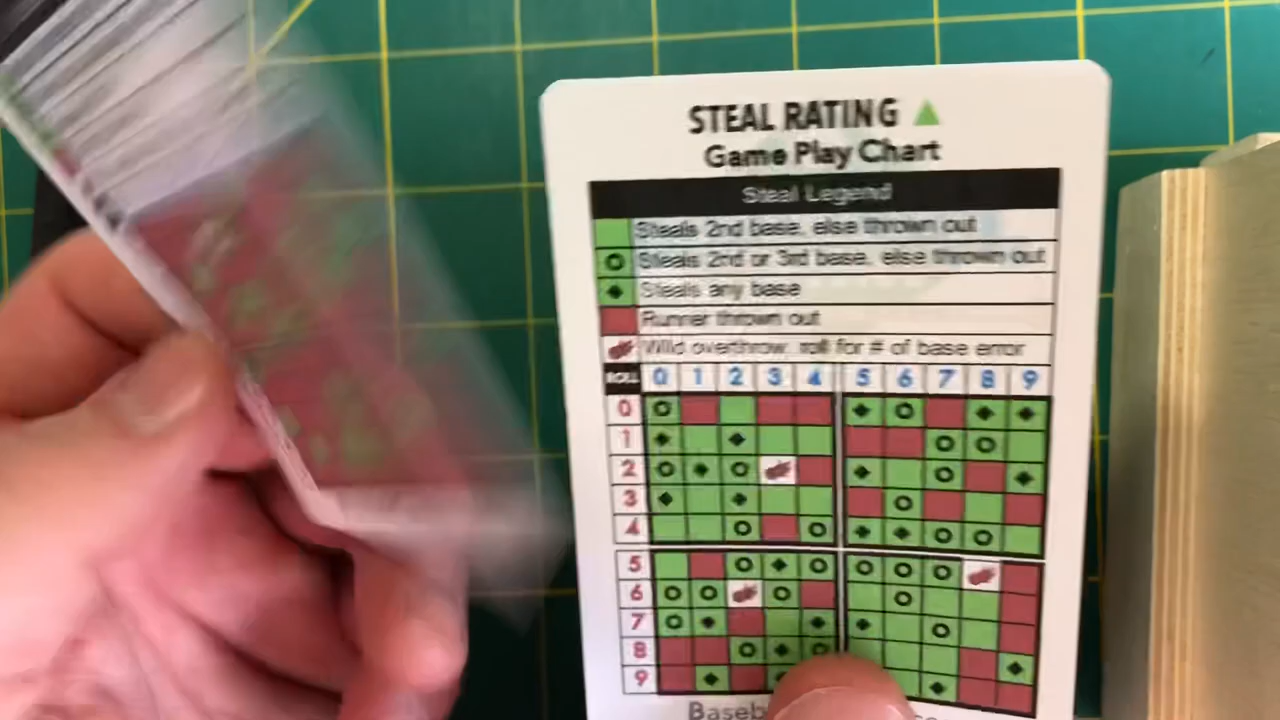 STEAL RATING
Game Play Chart
Steal Legend
Steals 2nd base, else thrown out
Steals 2nd or 3rd base, else thrown out
Steals any base
Runner thrown out
Wild overthrow, roll for # of base error
ROLL 0 1 2 3 4 5 6 7 8 9
0
1
2
3
4
5
6
7
8
9